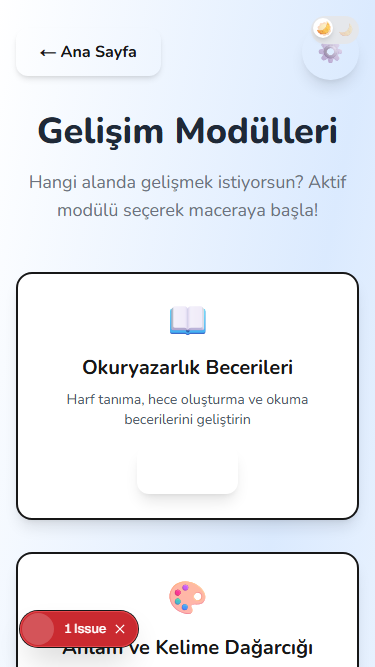 ← Ana Sayfa
Gelişim Modülleri
Hangi alanda gelişmek istiyorsun? Aktif
modülü seçerek maceraya başla!
Okuryazarlık Becerileri
Harf tanıma, hece oluşturma ve okuma
becerilerini geliştirin
Anlam ve Kelime Dağarcığı
1 Issue ×